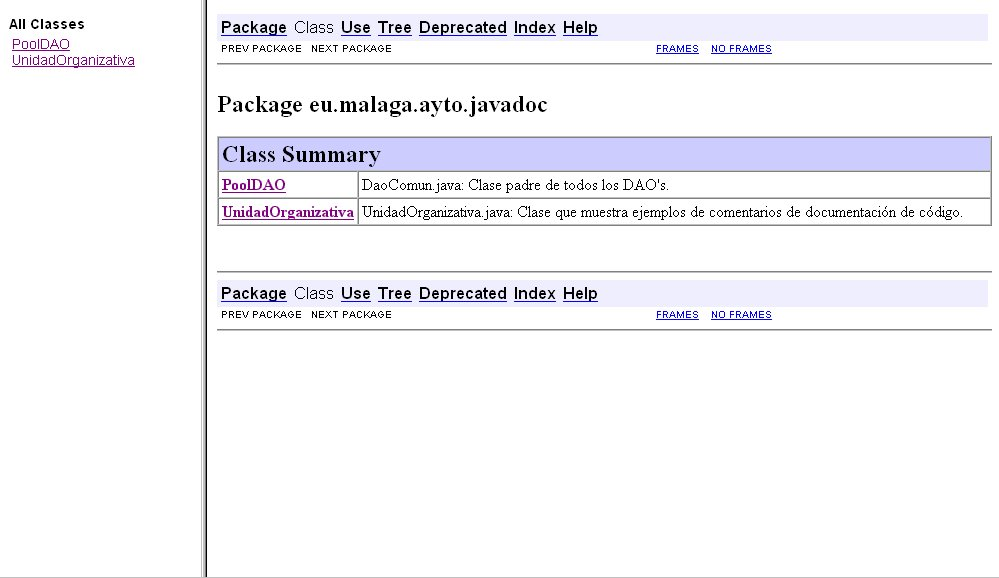 All Classes
PoolDAO
UnidadOrganizativa
Package Class Use Tree Deprecated Index Help
PREV PACKAGE NEXT PACKAGE FRAMES NO FRAMES
Package eu.malaga.ayto.javadoc
Class Summary
PoolDAO DaoComun.java: Clase padre de todos los DAO's.
UnidadOrganizativa UnidadOrganizativa.java: Clase que muestra ejemplos de comentarios de documentación de código.
Package Class Use Tree Deprecated Index Help
PREV PACKAGE NEXT PACKAGE FRAMES NO FRAMES